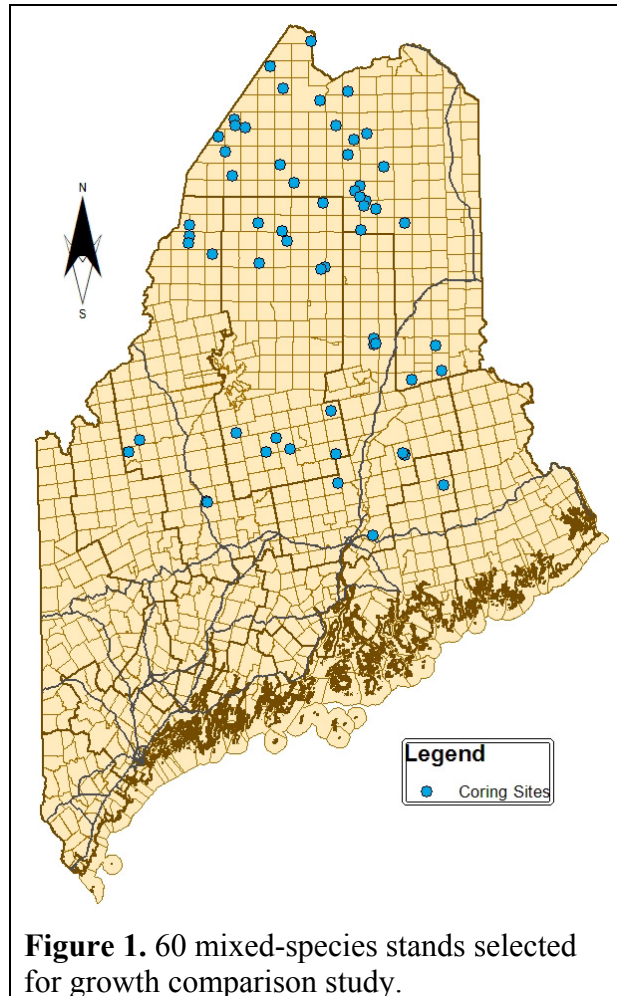 N
S
Legend
Coring Sites
Figure 1. 60 mixed-species stands selected
for growth comparison study.